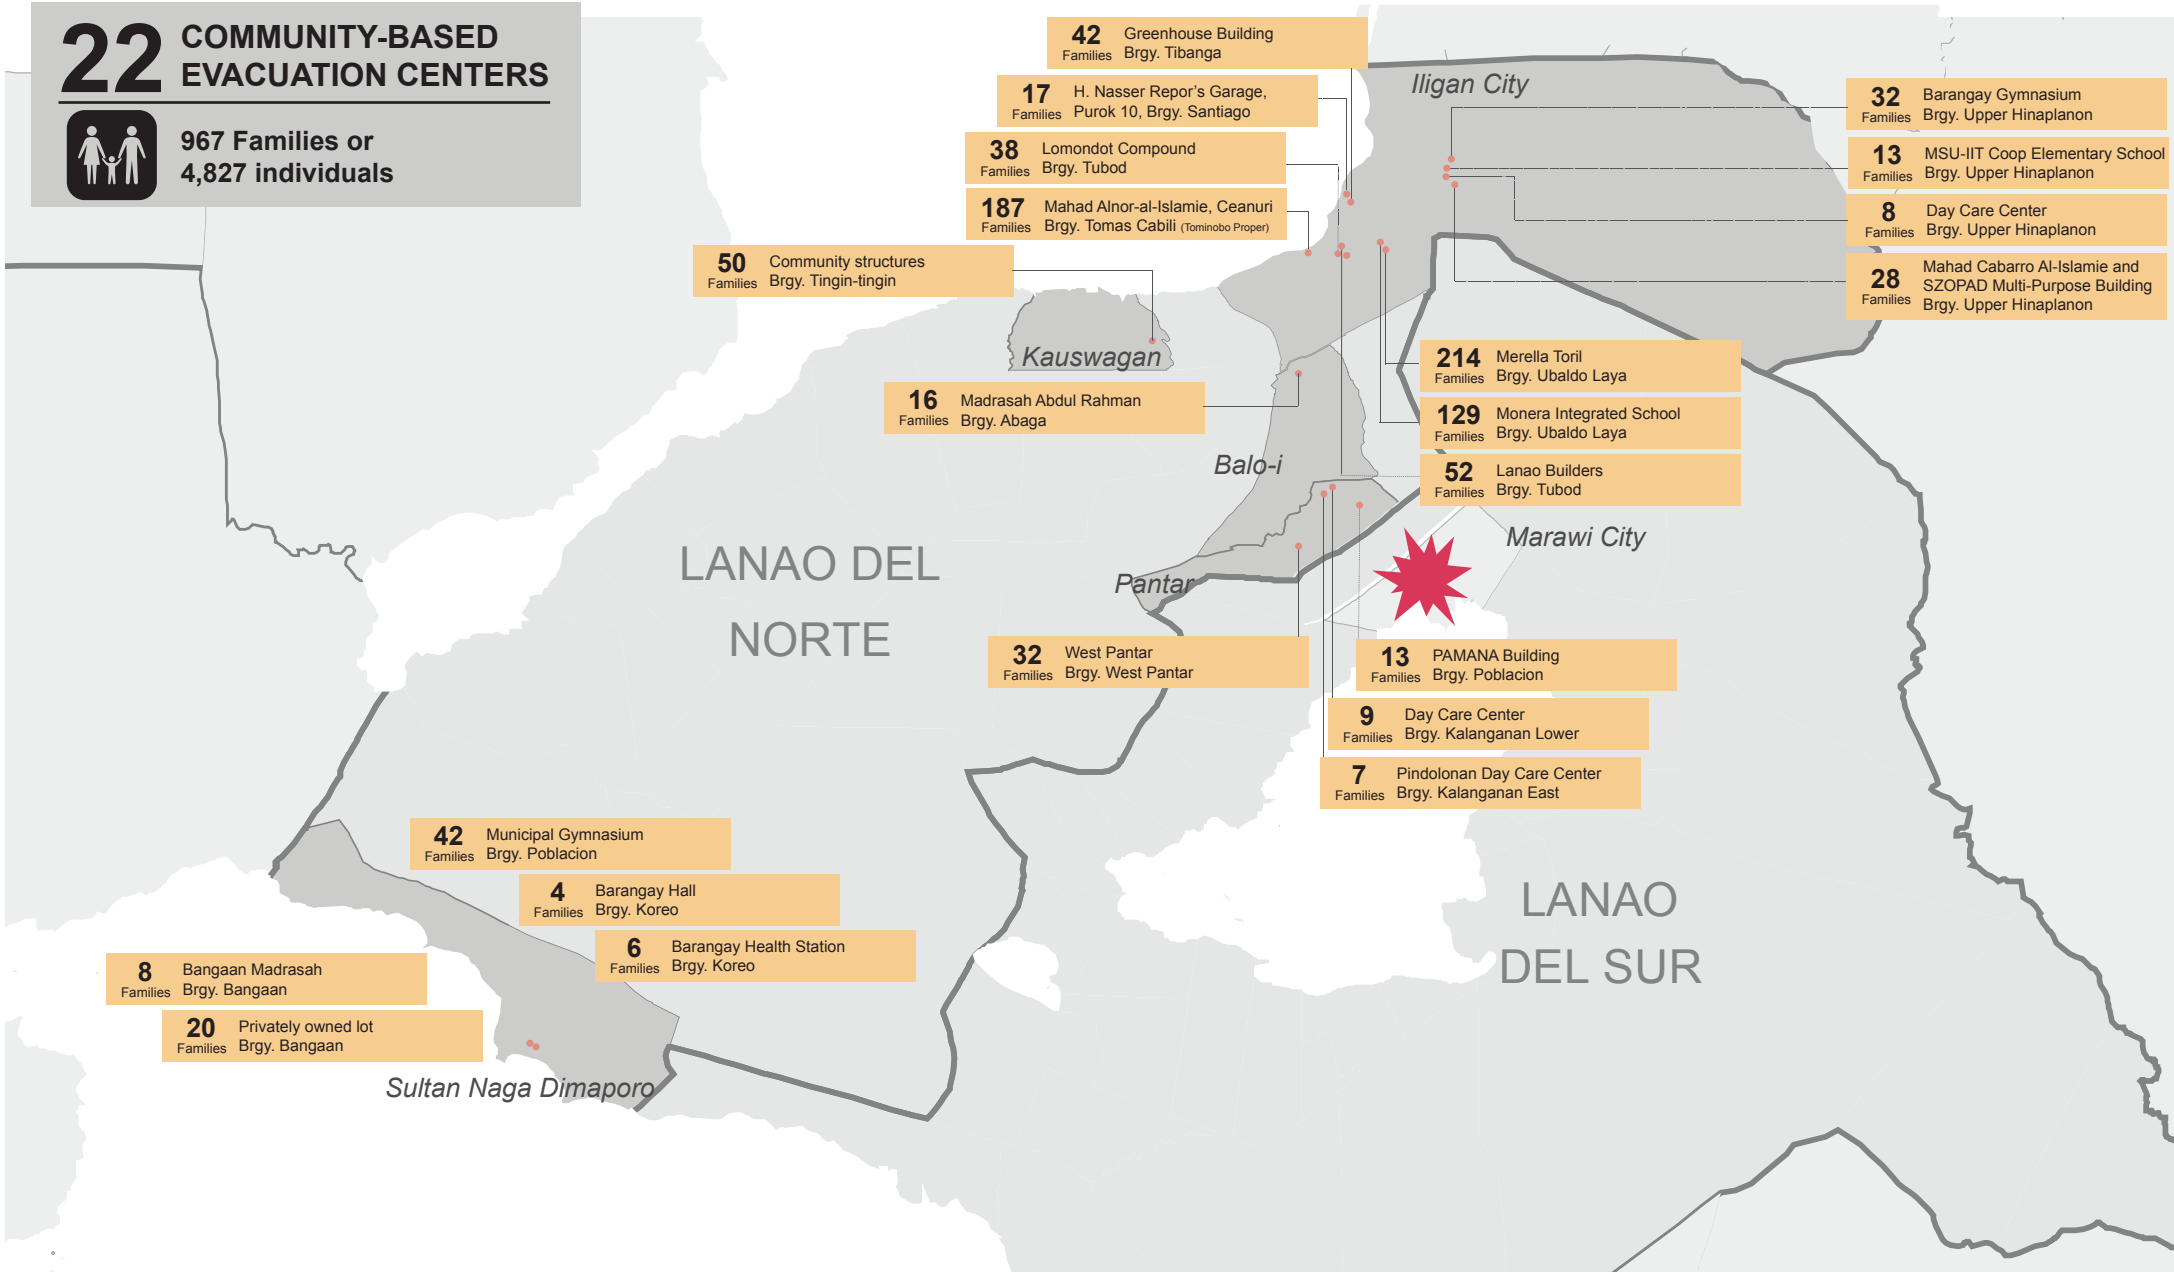 22 COMMUNITY-BASED
EVACUATION CENTERS
967 Families or
4,827 individuals
42 Greenhouse Building
Families Brgy. Tibanga
17 H. Nasser Repor's Garage,
Families Purok 10, Brgy. Santiago
38 Lomondot Compound
Families Brgy. Tubod
187 Mahad Alnor-al-Islamie, Ceanuri
Families Brgy. Tomas Cabili (Tominobo Proper)
50 Community structures
Families Brgy. Tingin-tingin
Iligan City
32 Barangay Gymnasium
Families Brgy. Upper Hinaplanon
13 MSU-IIT Coop Elementary School
Families Brgy. Upper Hinaplanon
8 Day Care Center
Families Brgy. Upper Hinaplanon
28 Mahad Cabarro Al-Islamie and
SZOPAD Multi-Purpose Building
Families Brgy. Upper Hinaplanon
Kauswagan
16 Madrasah Abdul Rahman
Families Brgy. Abaga
214 Merella Toril
Families Brgy. Ubaldo Laya
129 Monera Integrated School
Families Brgy. Ubaldo Laya
52 Lanao Builders
Families Brgy. Tubod
Balo-i
Marawi City
LANAO DEL
NORTE
Pantar
32 West Pantar
Families Brgy. West Pantar
13 PAMANA Building
Families Brgy. Poblacion
9 Day Care Center
Families Brgy. Kalanganan Lower
7 Pindolonan Day Care Center
Families Brgy. Kalanganan East
42 Municipal Gymnasium
Families Brgy. Poblacion
4 Barangay Hall
Families Brgy. Koreo
6 Barangay Health Station
Families Brgy. Koreo
8 Bangaan Madrasah
Families Brgy. Bangaan
20 Privately owned lot
Families Brgy. Bangaan
Sultan Naga Dimaporo
LANAO
DEL SUR